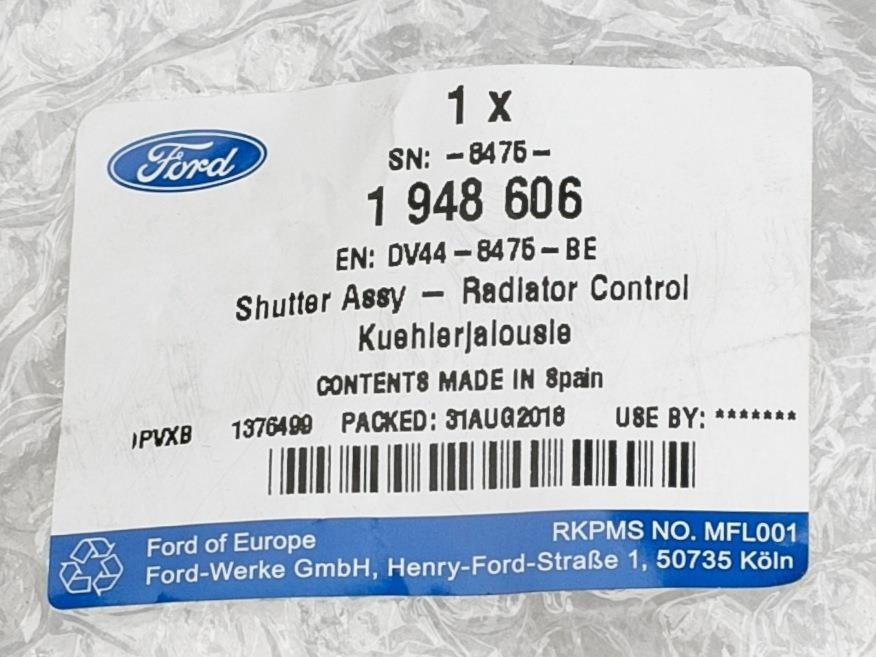 1 x
Ford
SN: -8475-
1 948 606
EN: DV44-8475-BE
Shutter Assy - Radiator Control
Kuehlerjalousie
CONTENTS MADE IN Spain
PVXB 1376499 PACKED: 31AUG2018 USE BY: *******
Ford of Europe RKPMS NO. MFL001
Ford-Werke GmbH, Henry-Ford-Straße 1, 50735 Köln